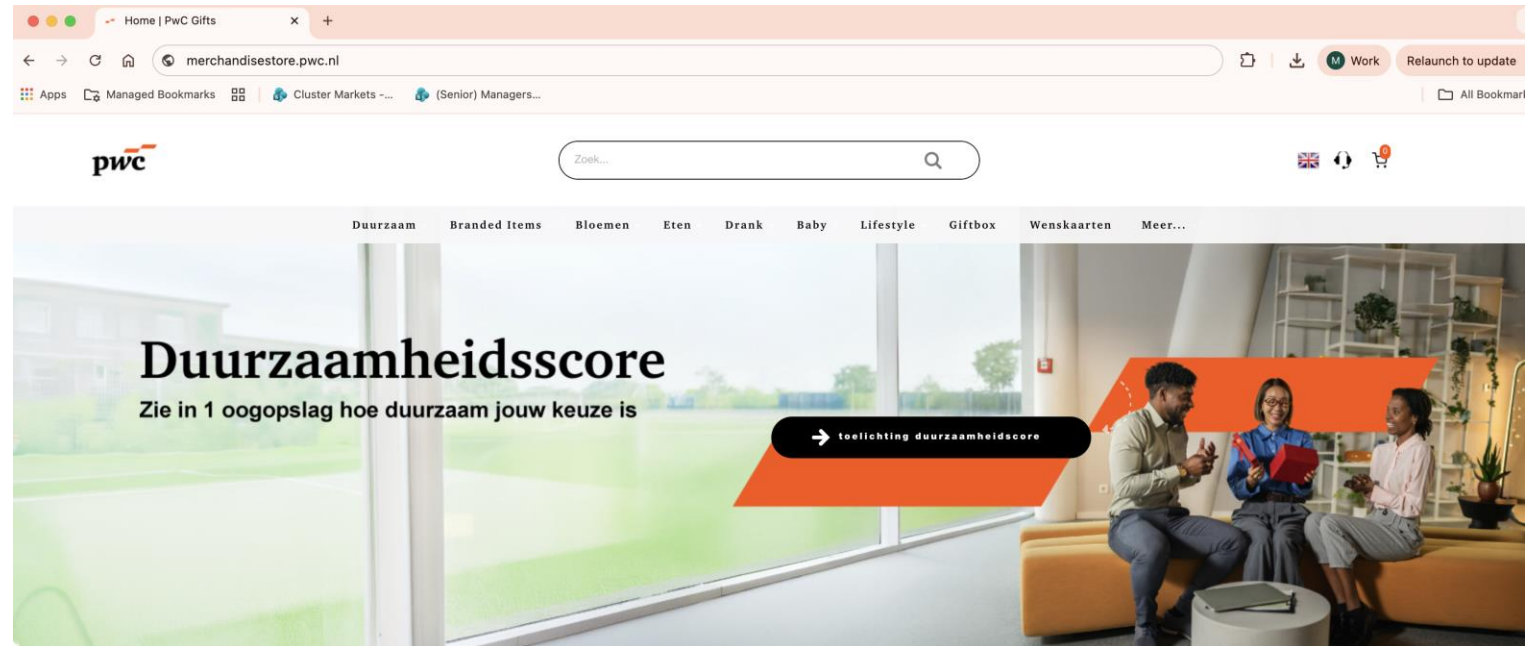 Home | PwC Gifts
merchandisestore.pwc.nl
M Work Relaunch to update
Apps Managed Bookmarks Cluster Markets -... (Senior) Managers...
All Bookmark
pwc
Zoek...
0
Duurzaam Branded Items Bloemen Eten Drank Baby Lifestyle Giftbox Wenskaarten Meer...
Duurzaamheidsscore
Zie in 1 oogopslag hoe duurzaam jouw keuze is
toelichting duurzaamheidscore